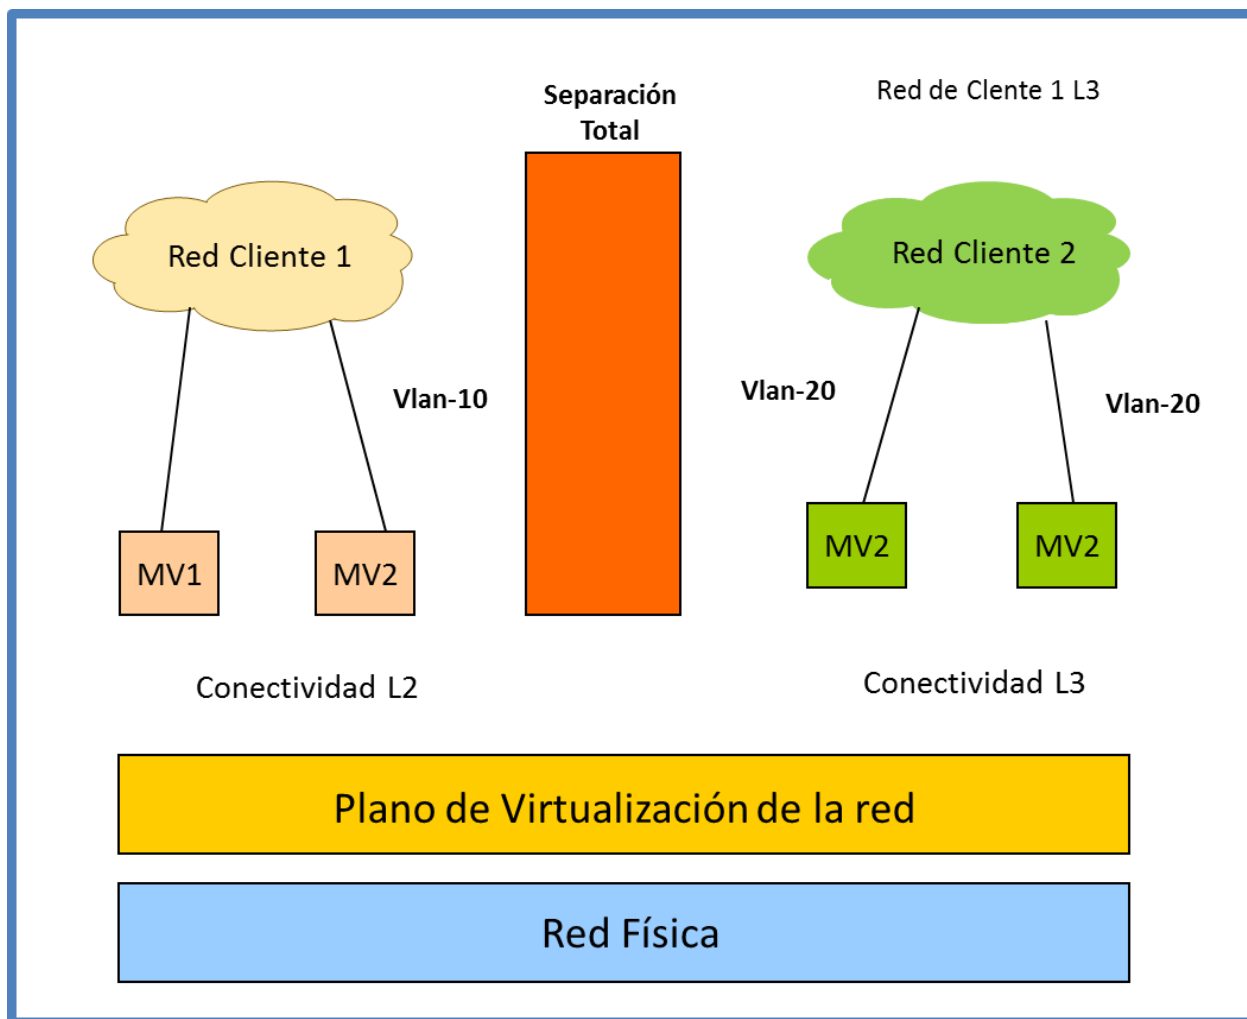 Separación
Total
Red de Clente 1 L3
Red Cliente 1
Red Cliente 2
Vlan-10
Vlan-20
Vlan-20
MV1
MV2
MV2
MV2
Conectividad L2
Conectividad L3
Plano de Virtualización de la red
Red Física